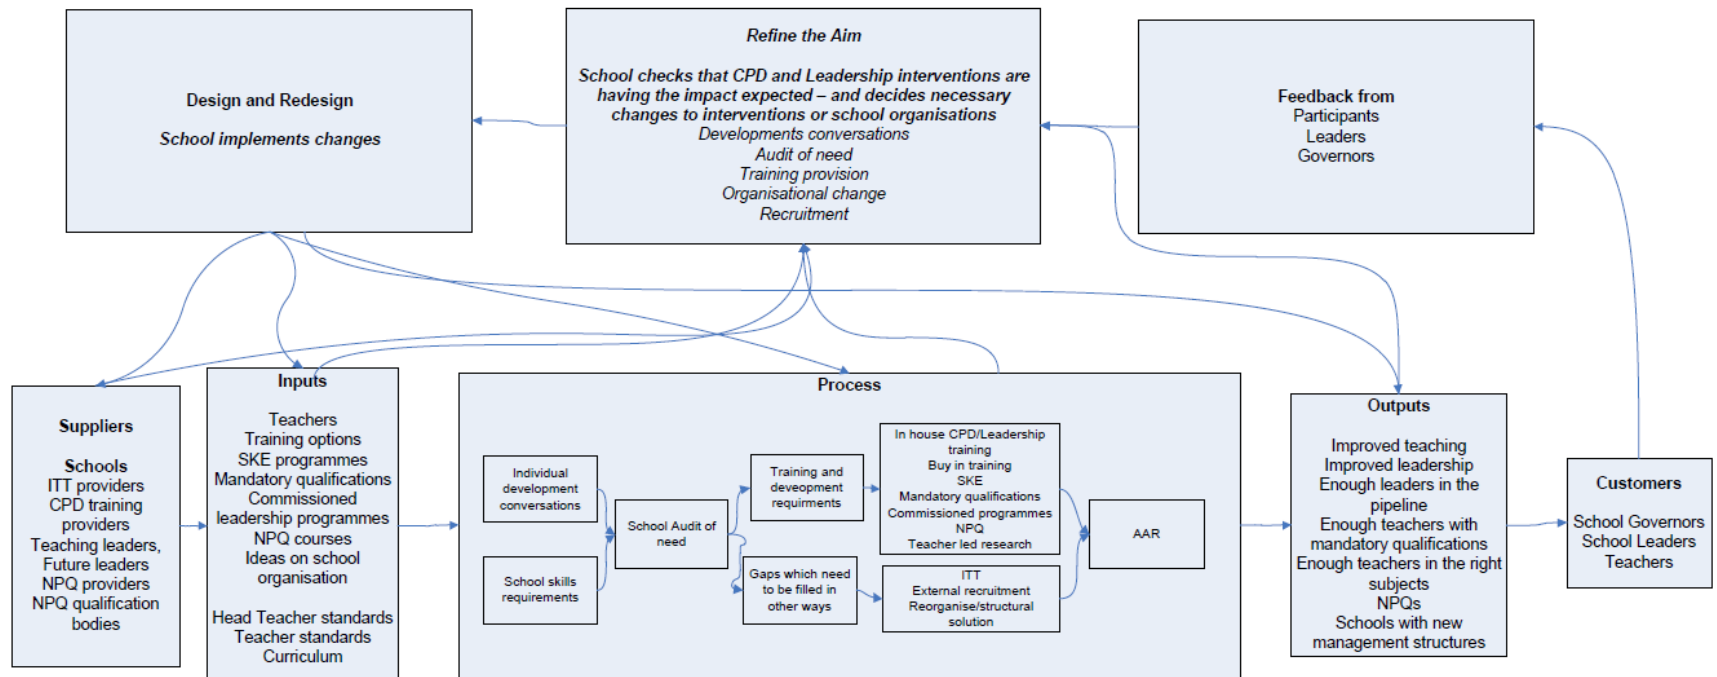 Design and Redesign
School implements changes
Refine the Aim
School checks that CPD and Leadership interventions are
having the impact expected – and decides necessary
changes to interventions or school organisations
Developments conversations
Audit of need
Training provision
Organisational change
Recruitment
Feedback from
Participants
Leaders
Governors
Suppliers
Schools
ITT providers
CPD training
providers
Teaching leaders,
Future leaders
NPQ providers
NPQ qualification
bodies
Inputs
Teachers
Training options
SKE programmes
Mandatory qualifications
Commissioned
leadership programmes
NPQ courses
Ideas on school
organisation
Head Teacher standards
Teacher standards
Curriculum
Process
Individual
development
conversations
School skills
requirements
School Audit of
need
Training and
deveopment
requirments
Gaps which need
to be filled in
other ways
In house CPD/Leadership
training
Buy in training
SKE
Mandatory qualifications
Commissioned programmes
NPQ
Teacher led research
ITT
External recruitment
Reorganise/structural
solution
AAR
Outputs
Improved teaching
Improved leadership
Enough leaders in the
pipeline
Enough teachers with
mandatory qualifications
Enough teachers in the right
subjects
NPQs
Schools with new
management structures
Customers
School Governors
School Leaders
Teachers